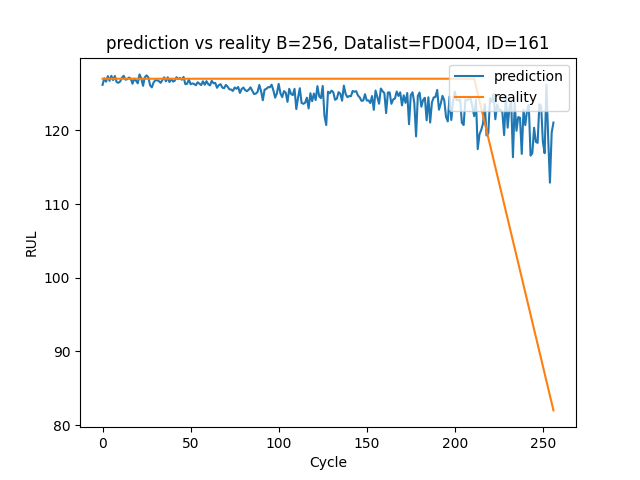 prediction vs reality B=256, Datalist=FD004, ID=161
prediction
reality
RUL
120
110
100
90
80
0 50 100 150 200 250
Cycle